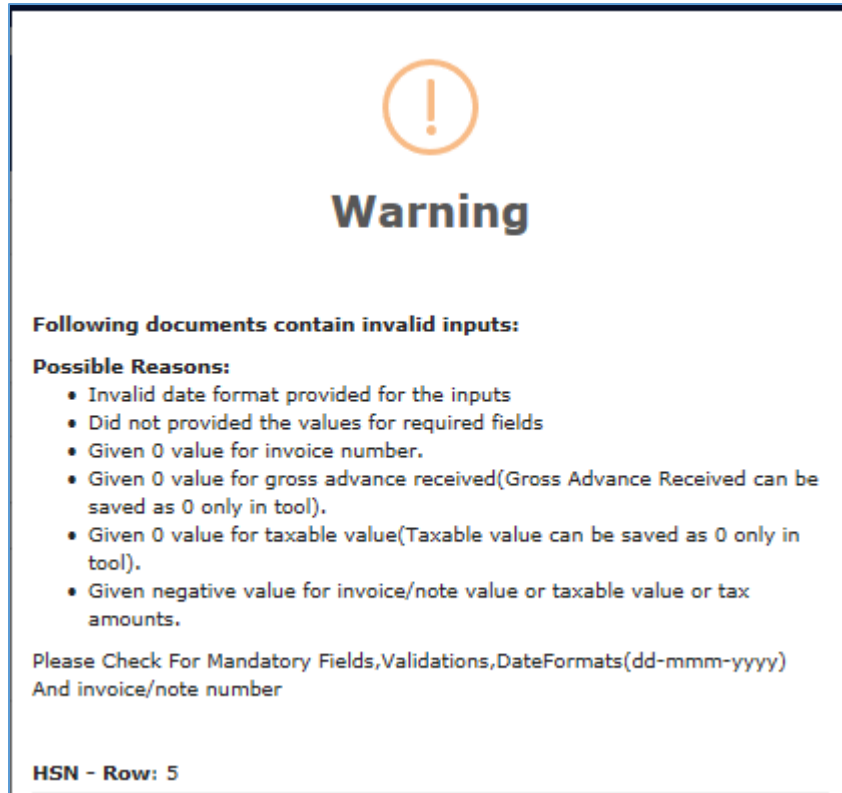 Warning
Following documents contain invalid inputs:
Possible Reasons:
• Invalid date format provided for the inputs
• Did not provided the values for required fields
• Given 0 value for invoice number.
• Given 0 value for gross advance received(Gross Advance Received can be
saved as 0 only in tool).
• Given 0 value for taxable value(Taxable value can be saved as 0 only in
tool).
• Given negative value for invoice/note value or taxable value or tax
amounts.
Please Check For Mandatory Fields,Validations,DateFormats(dd-mmm-yyyy)
And invoice/note number
HSN - Row: 5